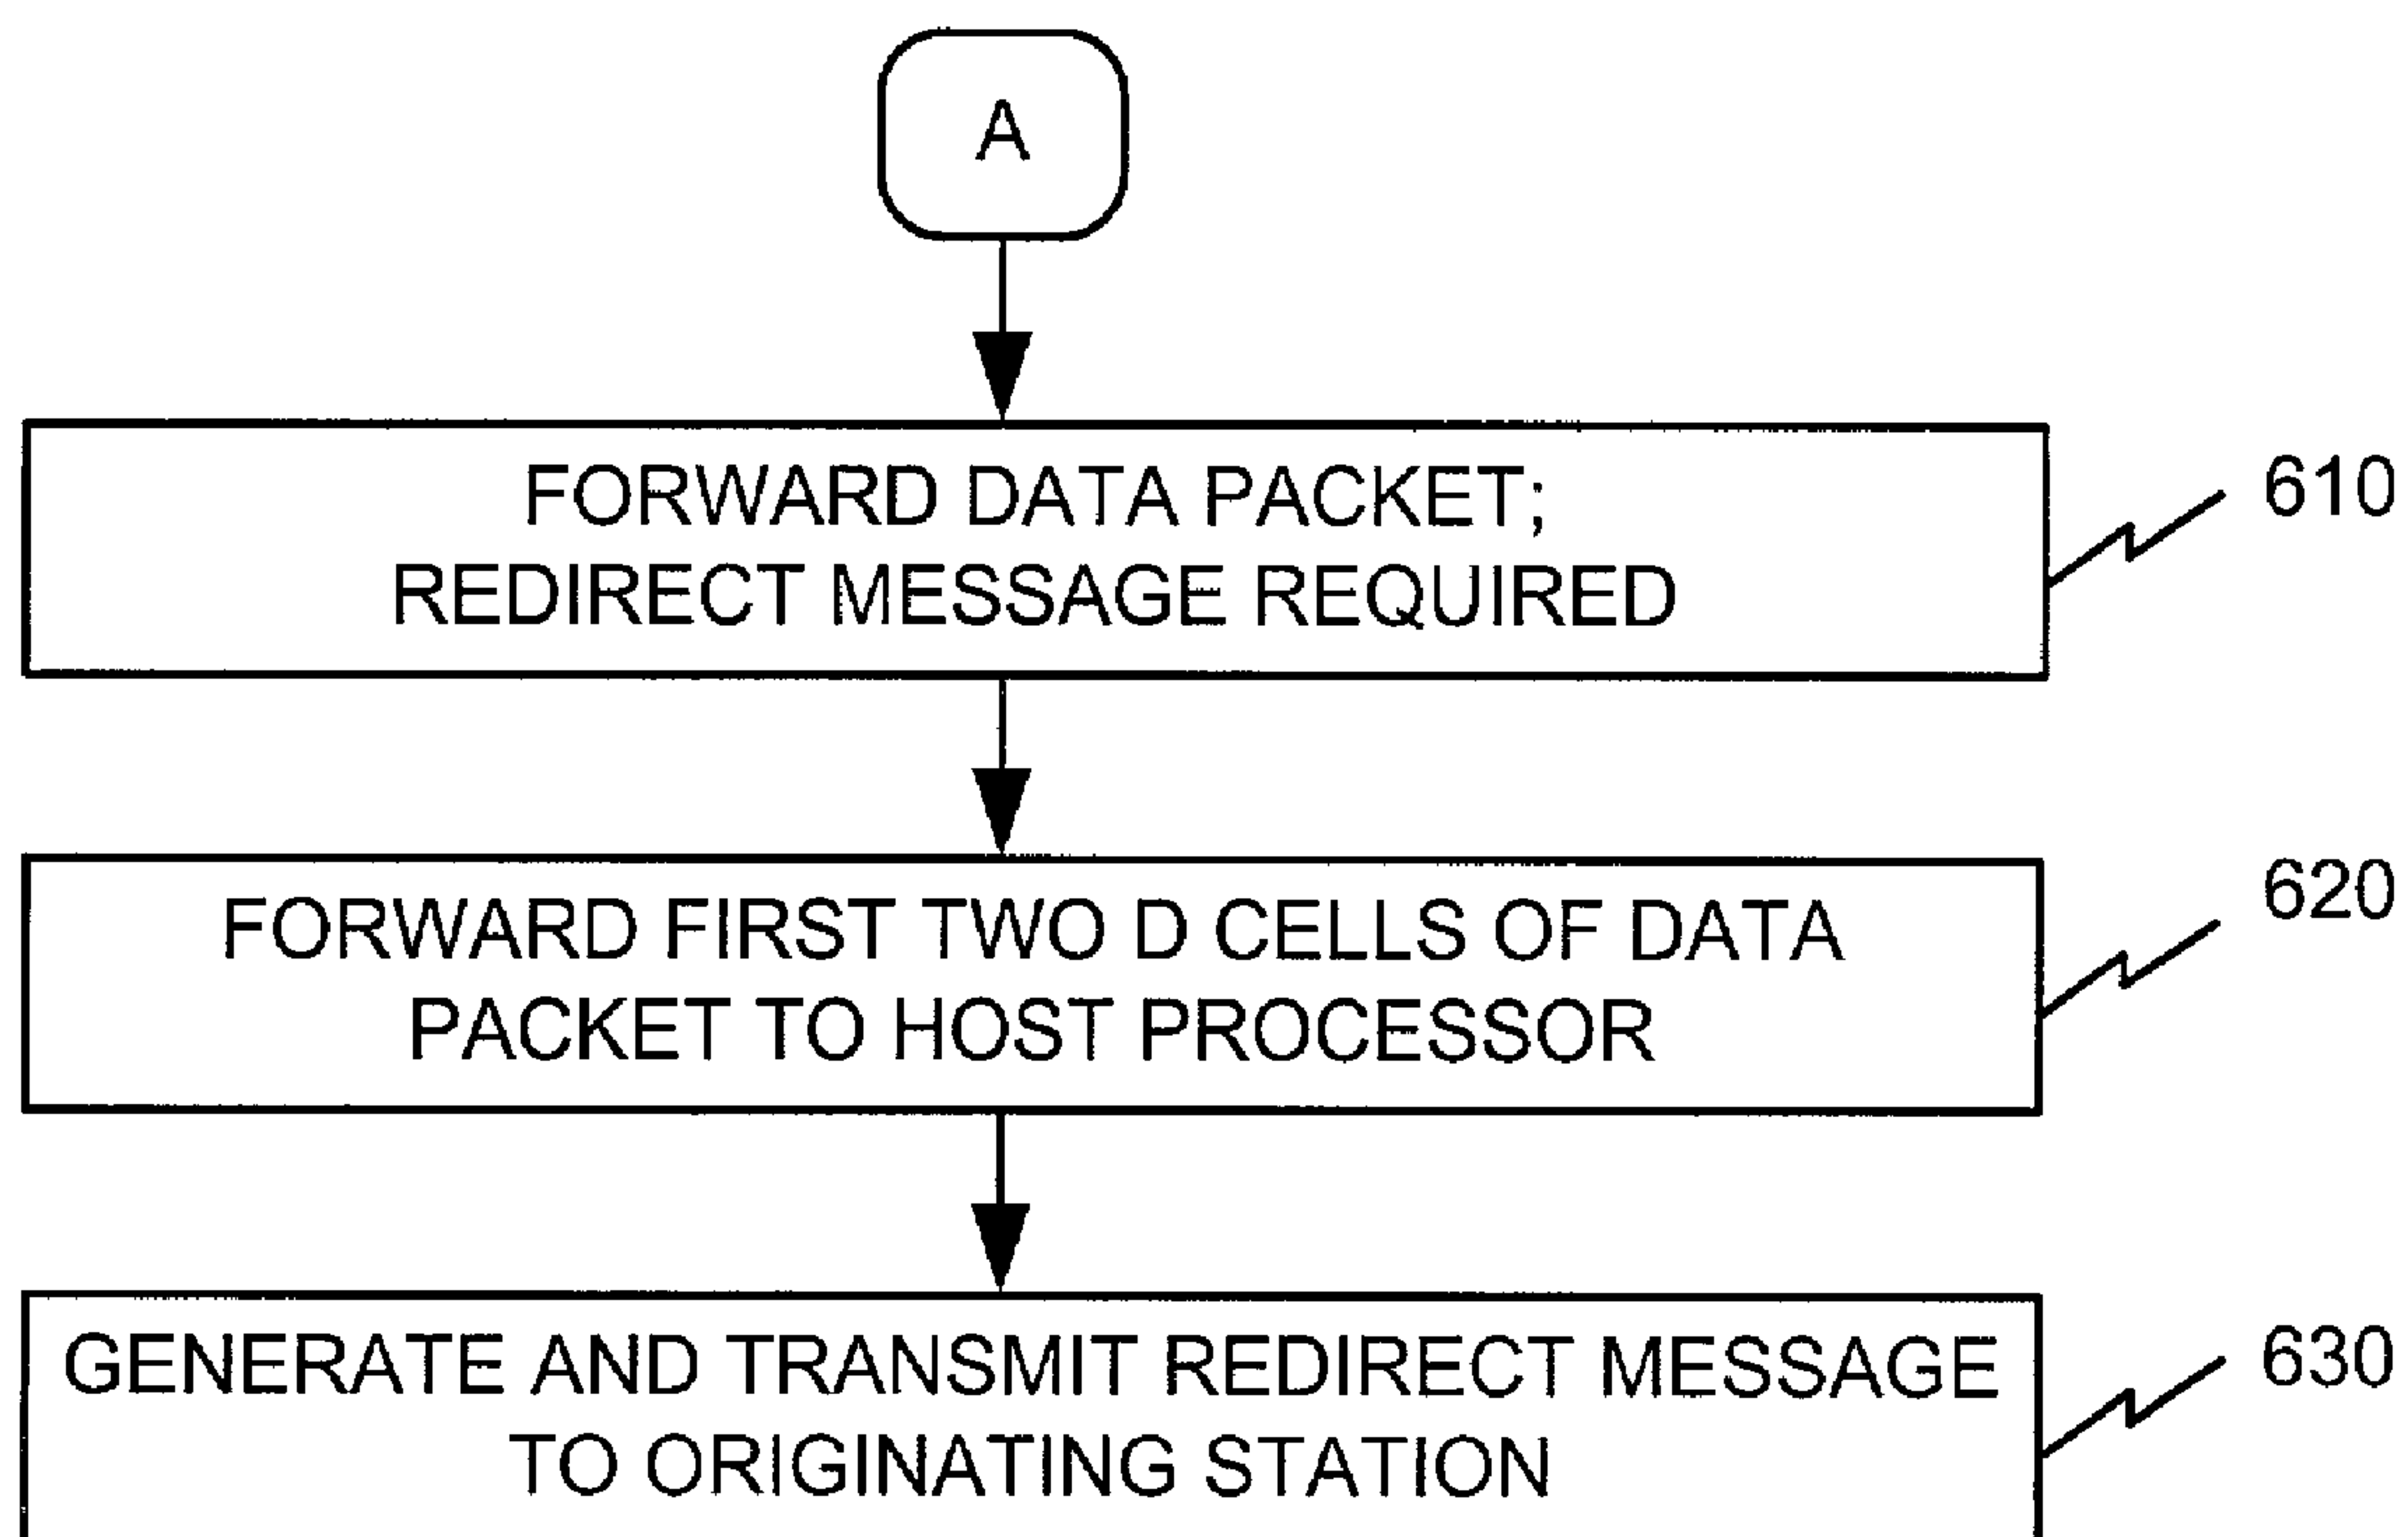 A
FORWARD DATA PACKET;
REDIRECT MESSAGE REQUIRED
610
FORWARD FIRST TWO D CELLS OF DATA
PACKET TO HOST PROCESSOR
620
GENERATE AND TRANSMIT REDIRECT MESSAGE
TO ORIGINATING STATION
630